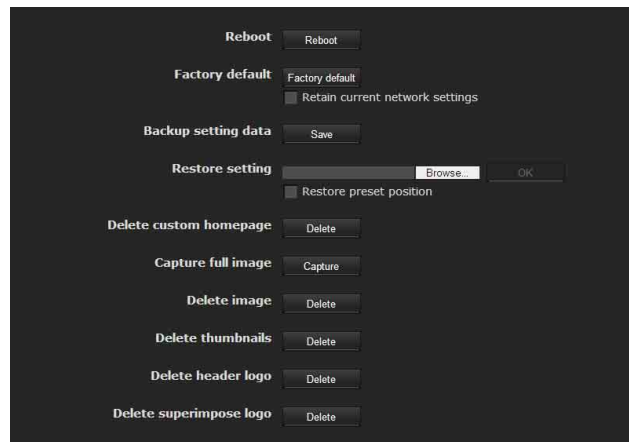 Reboot Reboot
Factory default Factory default
Retain current network settings
Backup setting data Save
Restore setting Browse... OK
Restore preset position
Delete custom homepage Delete
Capture full image Capture
Delete image Delete
Delete thumbnails Delete
Delete header logo Delete
Delete superimpose logo Delete